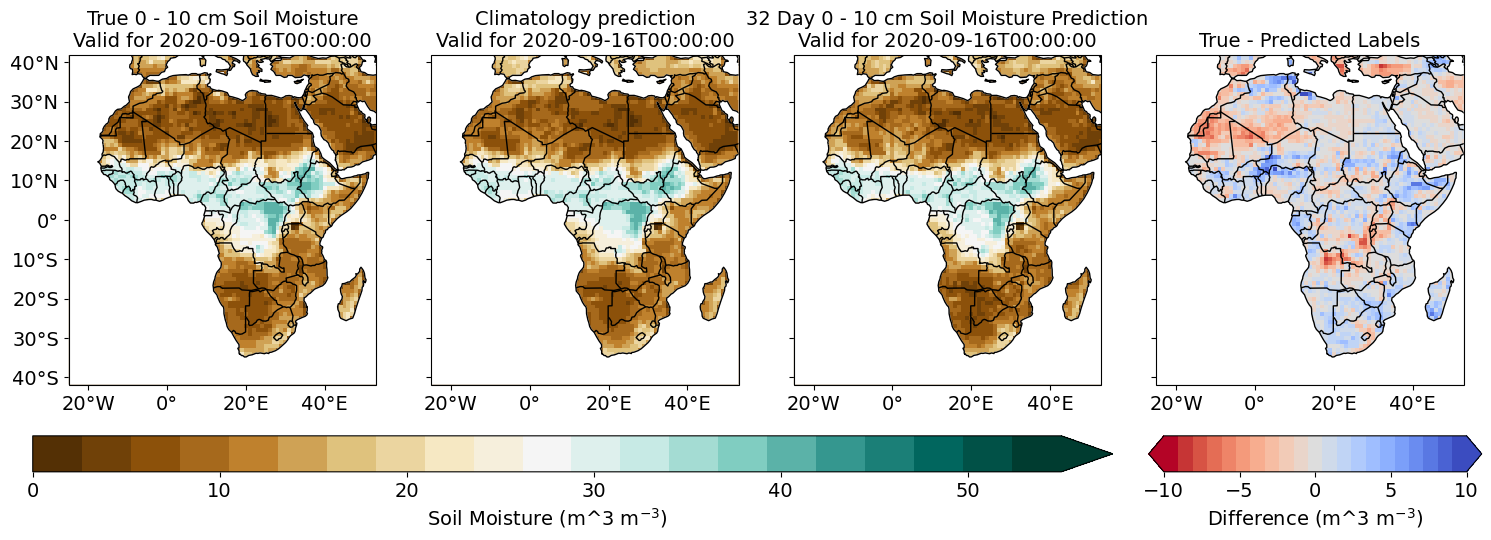 True 0 - 10 cm Soil Moisture
Valid for 2020-09-16T00:00:00
Climatology prediction
Valid for 2020-09-16T00:00:00
32 Day 0 - 10 cm Soil Moisture Prediction
Valid for 2020-09-16T00:00:00
True - Predicted Labels
40°N
30°N
20°N
10°N
0°
10°S
20°S
30°S
40°S
20°W 0° 20°E 40°E
20°W 0° 20°E 40°E
20°W 0° 20°E 40°E
20°W 0° 20°E 40°E
0 10 20 30 40 50
Soil Moisture (m^3 m⁻³)
−10 −5 0 5 10
Difference (m^3 m⁻³)